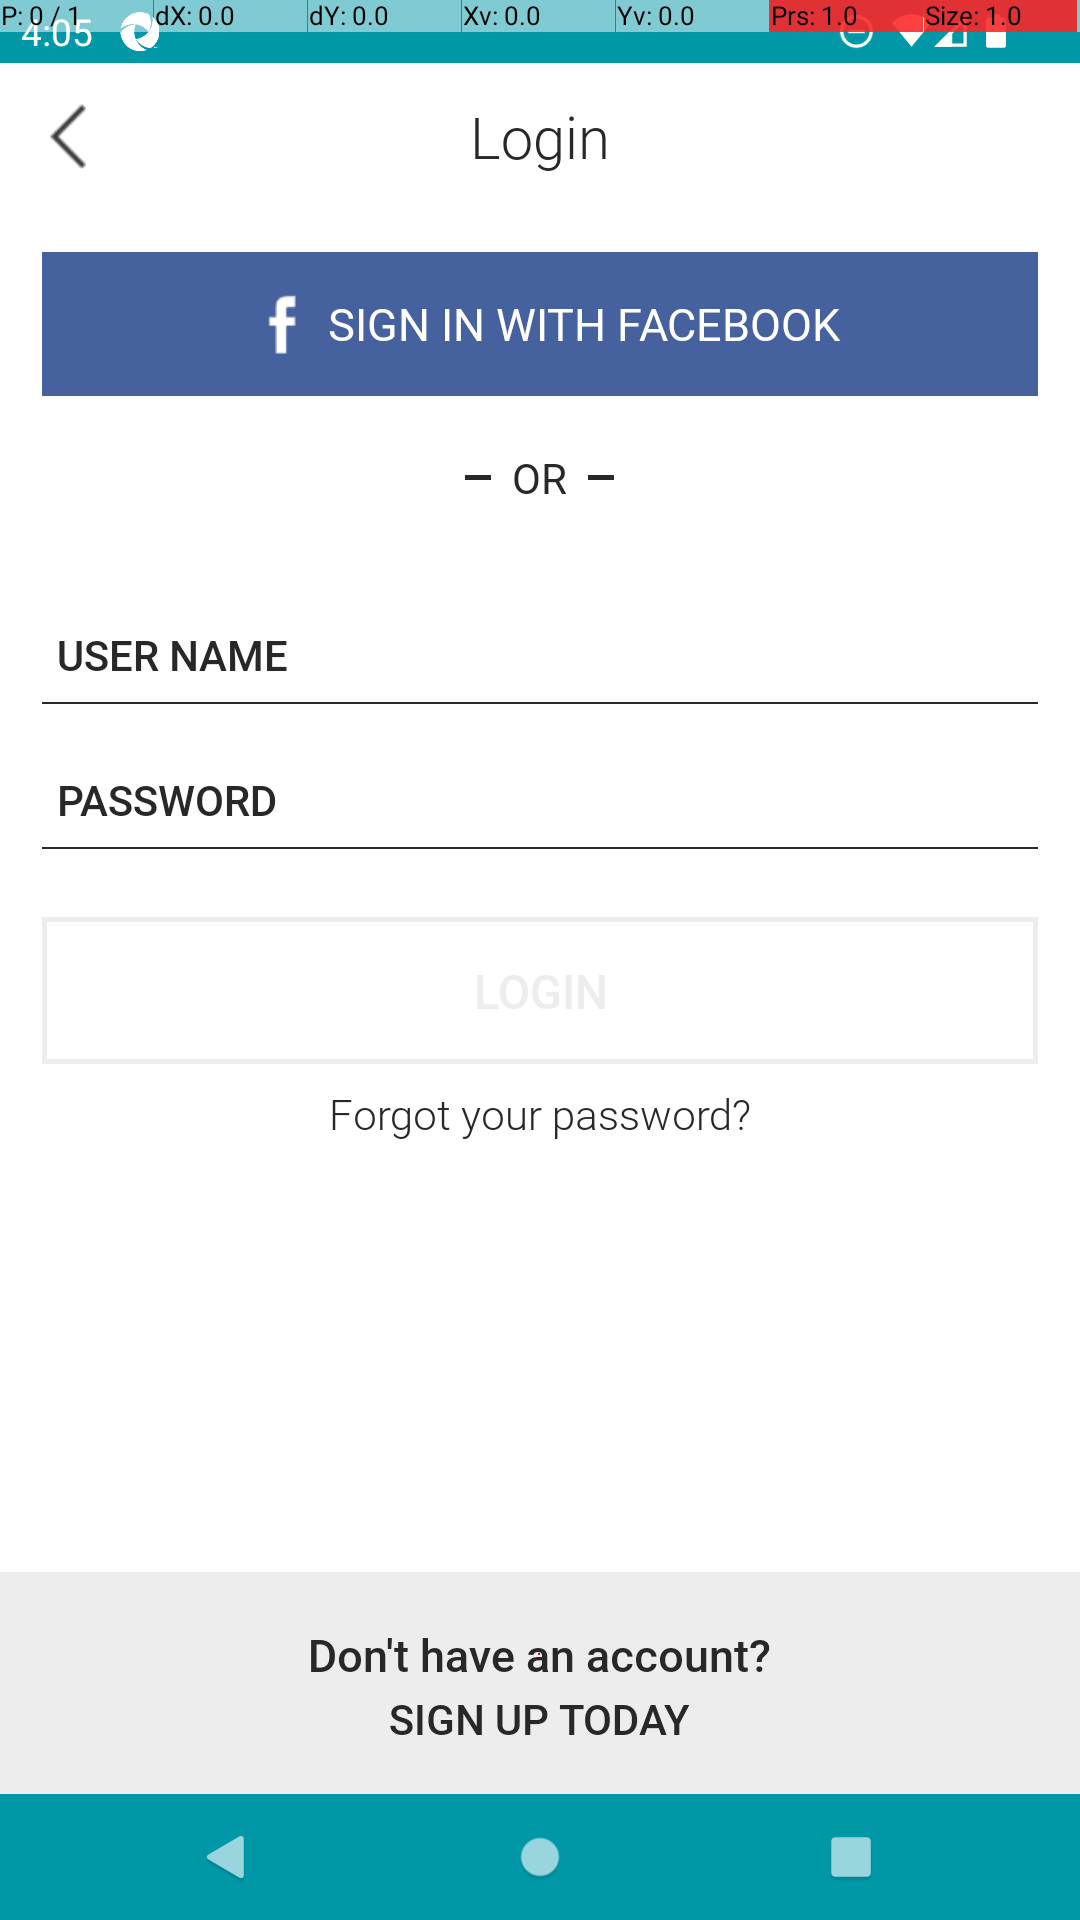 P: 0 / 1 dX: 0.0 dY: 0.0 Xv: 0.0 Yv: 0.0 Prs: 1.0 Size: 1.0
4:05
Login
f SIGN IN WITH FACEBOOK
– OR –
USER NAME
PASSWORD
LOGIN
Forgot your password?
Don't have an account?
SIGN UP TODAY